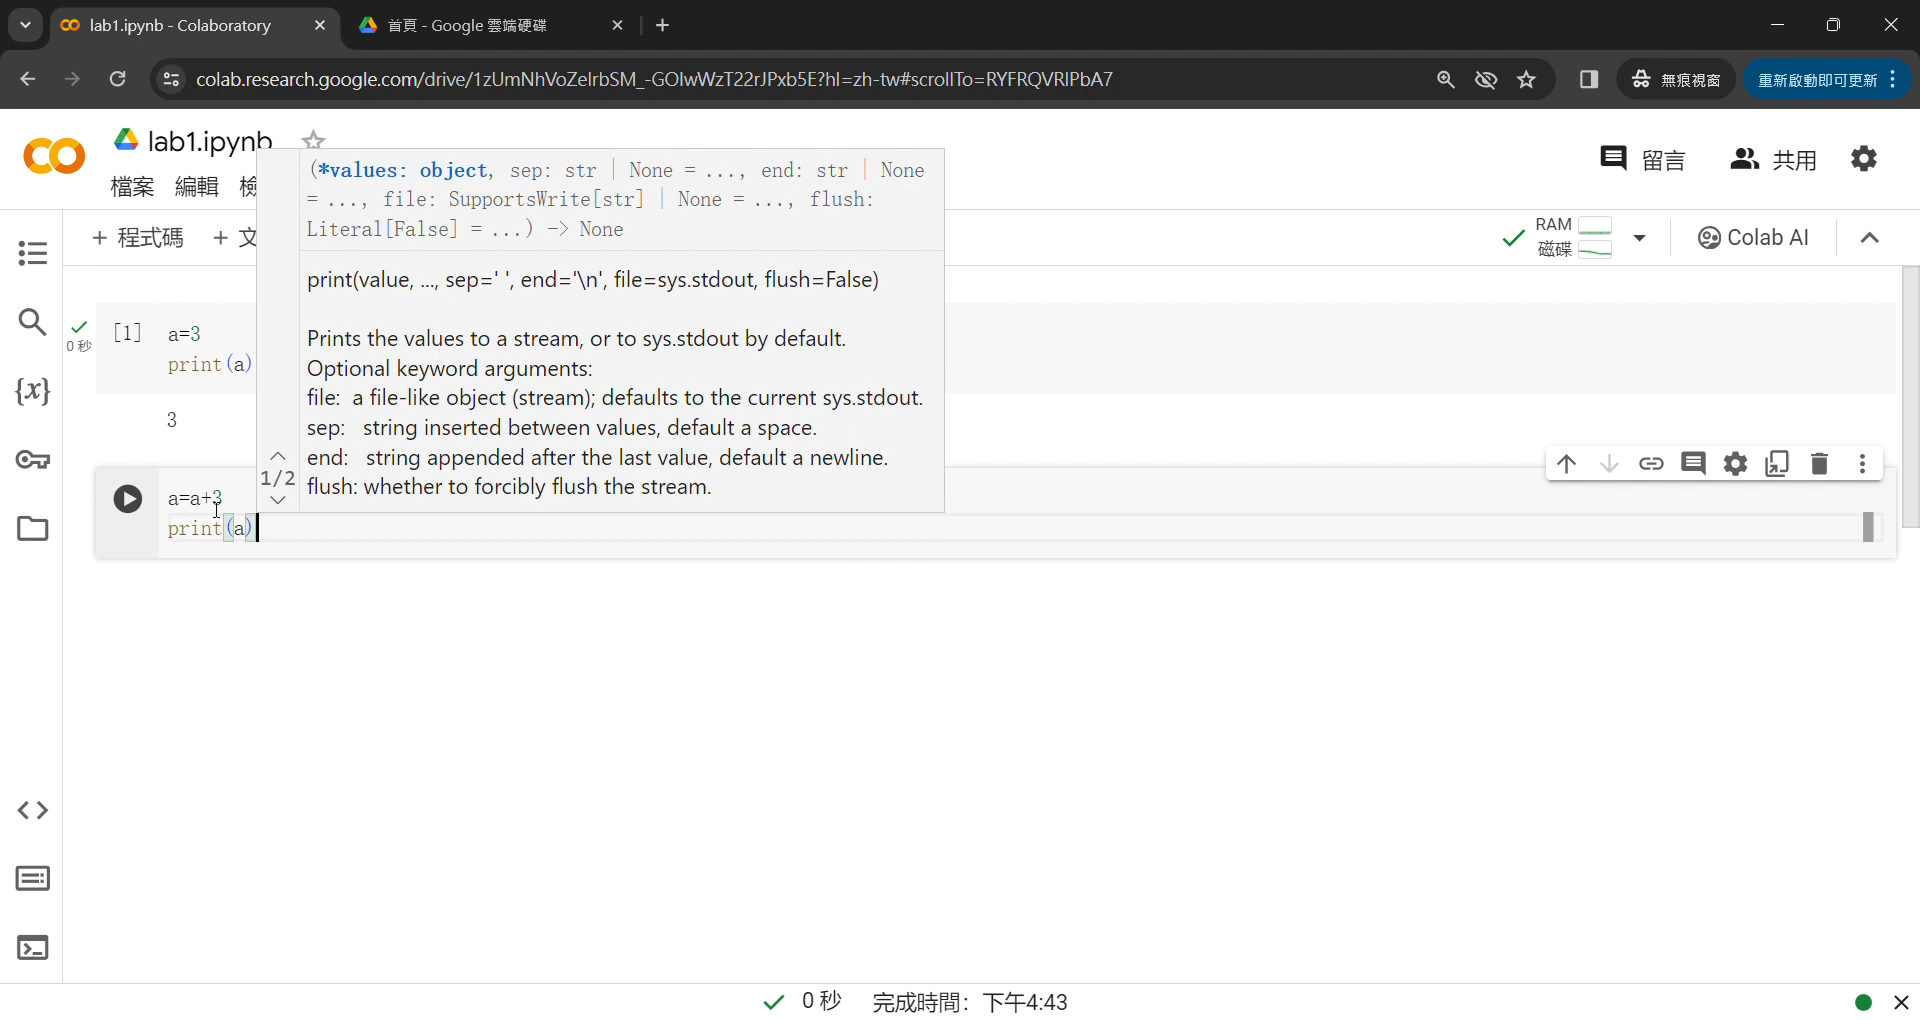 lab1.ipynb - Colaboratory
首頁 - Google 雲端硬碟
colab.research.google.com/drive/1zUmNhVoZelrbSM_-GOlwWzT22rJPxb5E?hl=zh-tw#scrollTo=RYFRQVRlPbA7
無痕視窗
重新啟動即可更新
lab1.ipynb
檔案 編輯 檢
留言
共用
+ 程式碼 + 文
RAM
磁碟
Colab AI
(*values: object, sep: str | None = ..., end: str | None
= ..., file: SupportsWrite[str] | None = ..., flush:
Literal[False] = ...) -> None
print(value, ..., sep=' ', end='\n', file=sys.stdout, flush=False)
Prints the values to a stream, or to sys.stdout by default.
Optional keyword arguments:
file: a file-like object (stream); defaults to the current sys.stdout.
sep: string inserted between values, default a space.
end: string appended after the last value, default a newline.
flush: whether to forcibly flush the stream.
1/2
0 秒
[1] a=3
print(a)
3
a=a+3
print(a)
0 秒 完成時間: 下午4:43